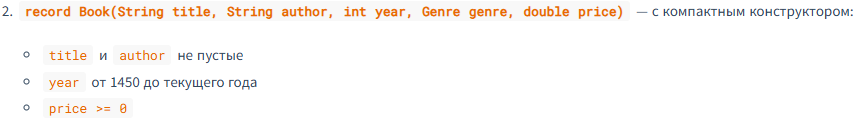 2. record Book(String title, String author, int year, Genre genre, double price) — с компактным конструктором:
title и author не пустые
year от 1450 до текущего года
price >= 0